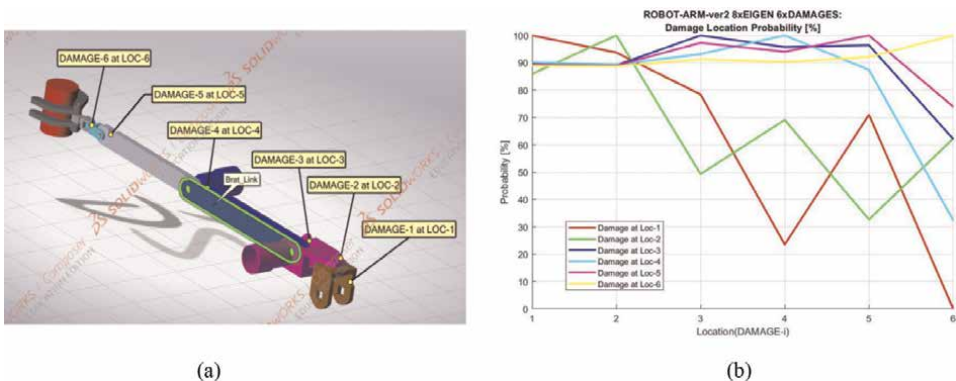 DAMAGE-6 at LOC-6
DAMAGE-5 at LOC-5
DAMAGE-4 at LOC-4
Brat_Link
DAMAGE-3 at LOC-3
DAMAGE-2 at LOC-2
DAMAGE-1 at LOC-1
(a)
ROBOT-ARM-ver2 8xEIGEN 6xDAMAGES:
Damage Location Probability [%]
Probability [%]
100
90
80
70
60
50
40
30
20
10
0
Damage at Loc-1
Damage at Loc-2
Damage at Loc-3
Damage at Loc-4
Damage at Loc-5
Damage at Loc-6
1 2 3 4 5 6
Location(DAMAGE-i)
(b)